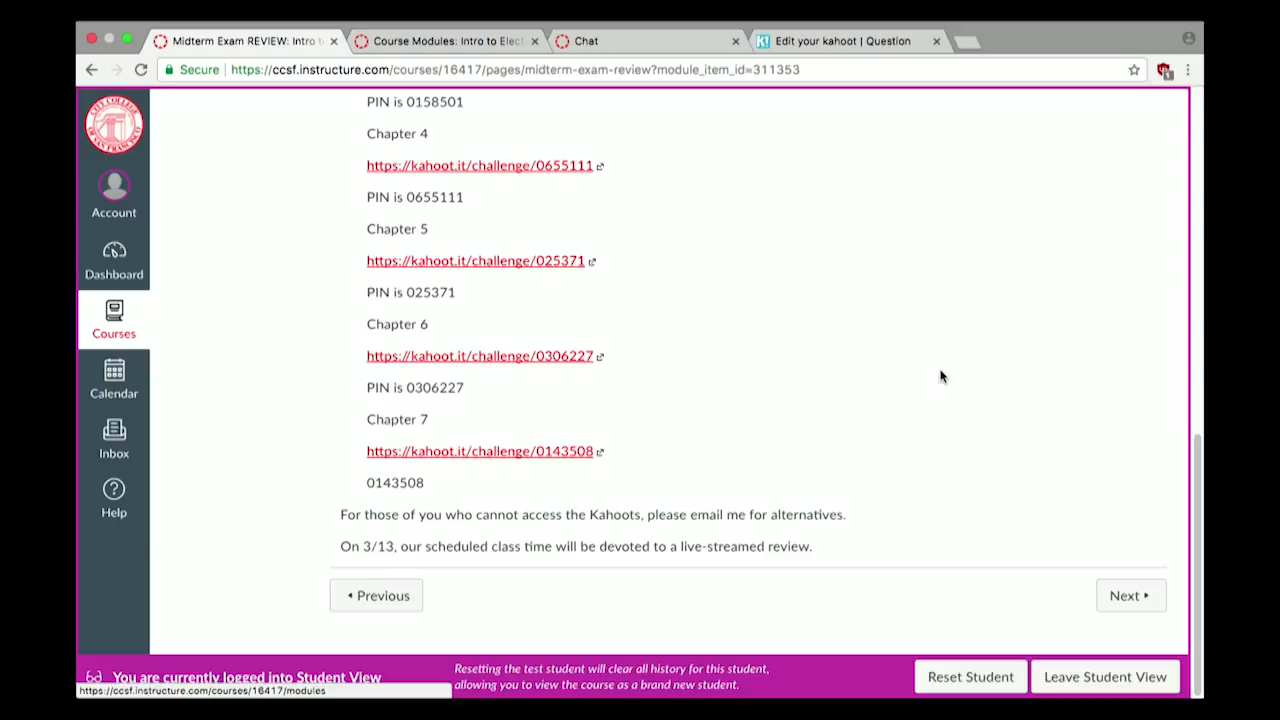 Midterm Exam REVIEW: Intro t
Course Modules: Intro to Elect
Chat
Edit your kahoot | Question
Secure
https://ccsf.instructure.com/courses/16417/pages/midterm-exam-review?module_item_id=311353
CITY COLLEGE OF SAN FRANCISCO
Account
Dashboard
Courses
Calendar
Inbox
Help
PIN is 0158501
Chapter 4
https://kahoot.it/challenge/0655111
PIN is 0655111
Chapter 5
https://kahoot.it/challenge/025371
PIN is 025371
Chapter 6
https://kahoot.it/challenge/0306227
PIN is 0306227
Chapter 7
https://kahoot.it/challenge/0143508
0143508
For those of you who cannot access the Kahoots, please email me for alternatives.
On 3/13, our scheduled class time will be devoted to a live-streamed review.
Previous
Next
You are currently logged into Student View
Resetting the test student will clear all history for this student,
allowing you to view the course as a brand new student.
Reset Student
Leave Student View
https://ccsf.instructure.com/courses/16417/modules